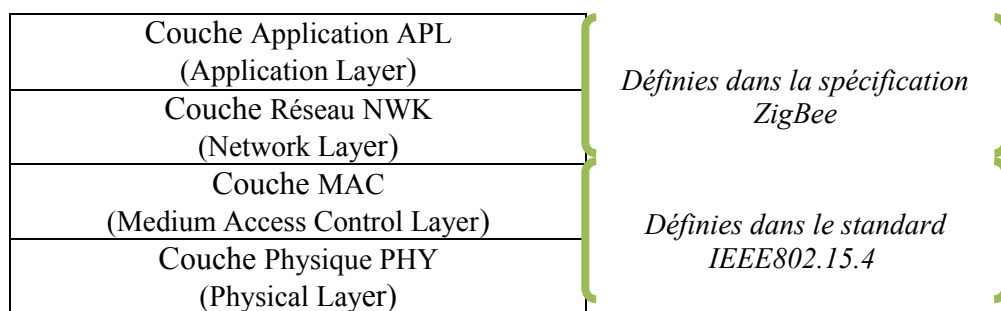 Couche Application APL
(Application Layer)
Couche Réseau NWK
(Network Layer)
Couche MAC
(Medium Access Control Layer)
Couche Physique PHY
(Physical Layer)
Définies dans la spécification
ZigBee
Définies dans le standard
IEEE802.15.4